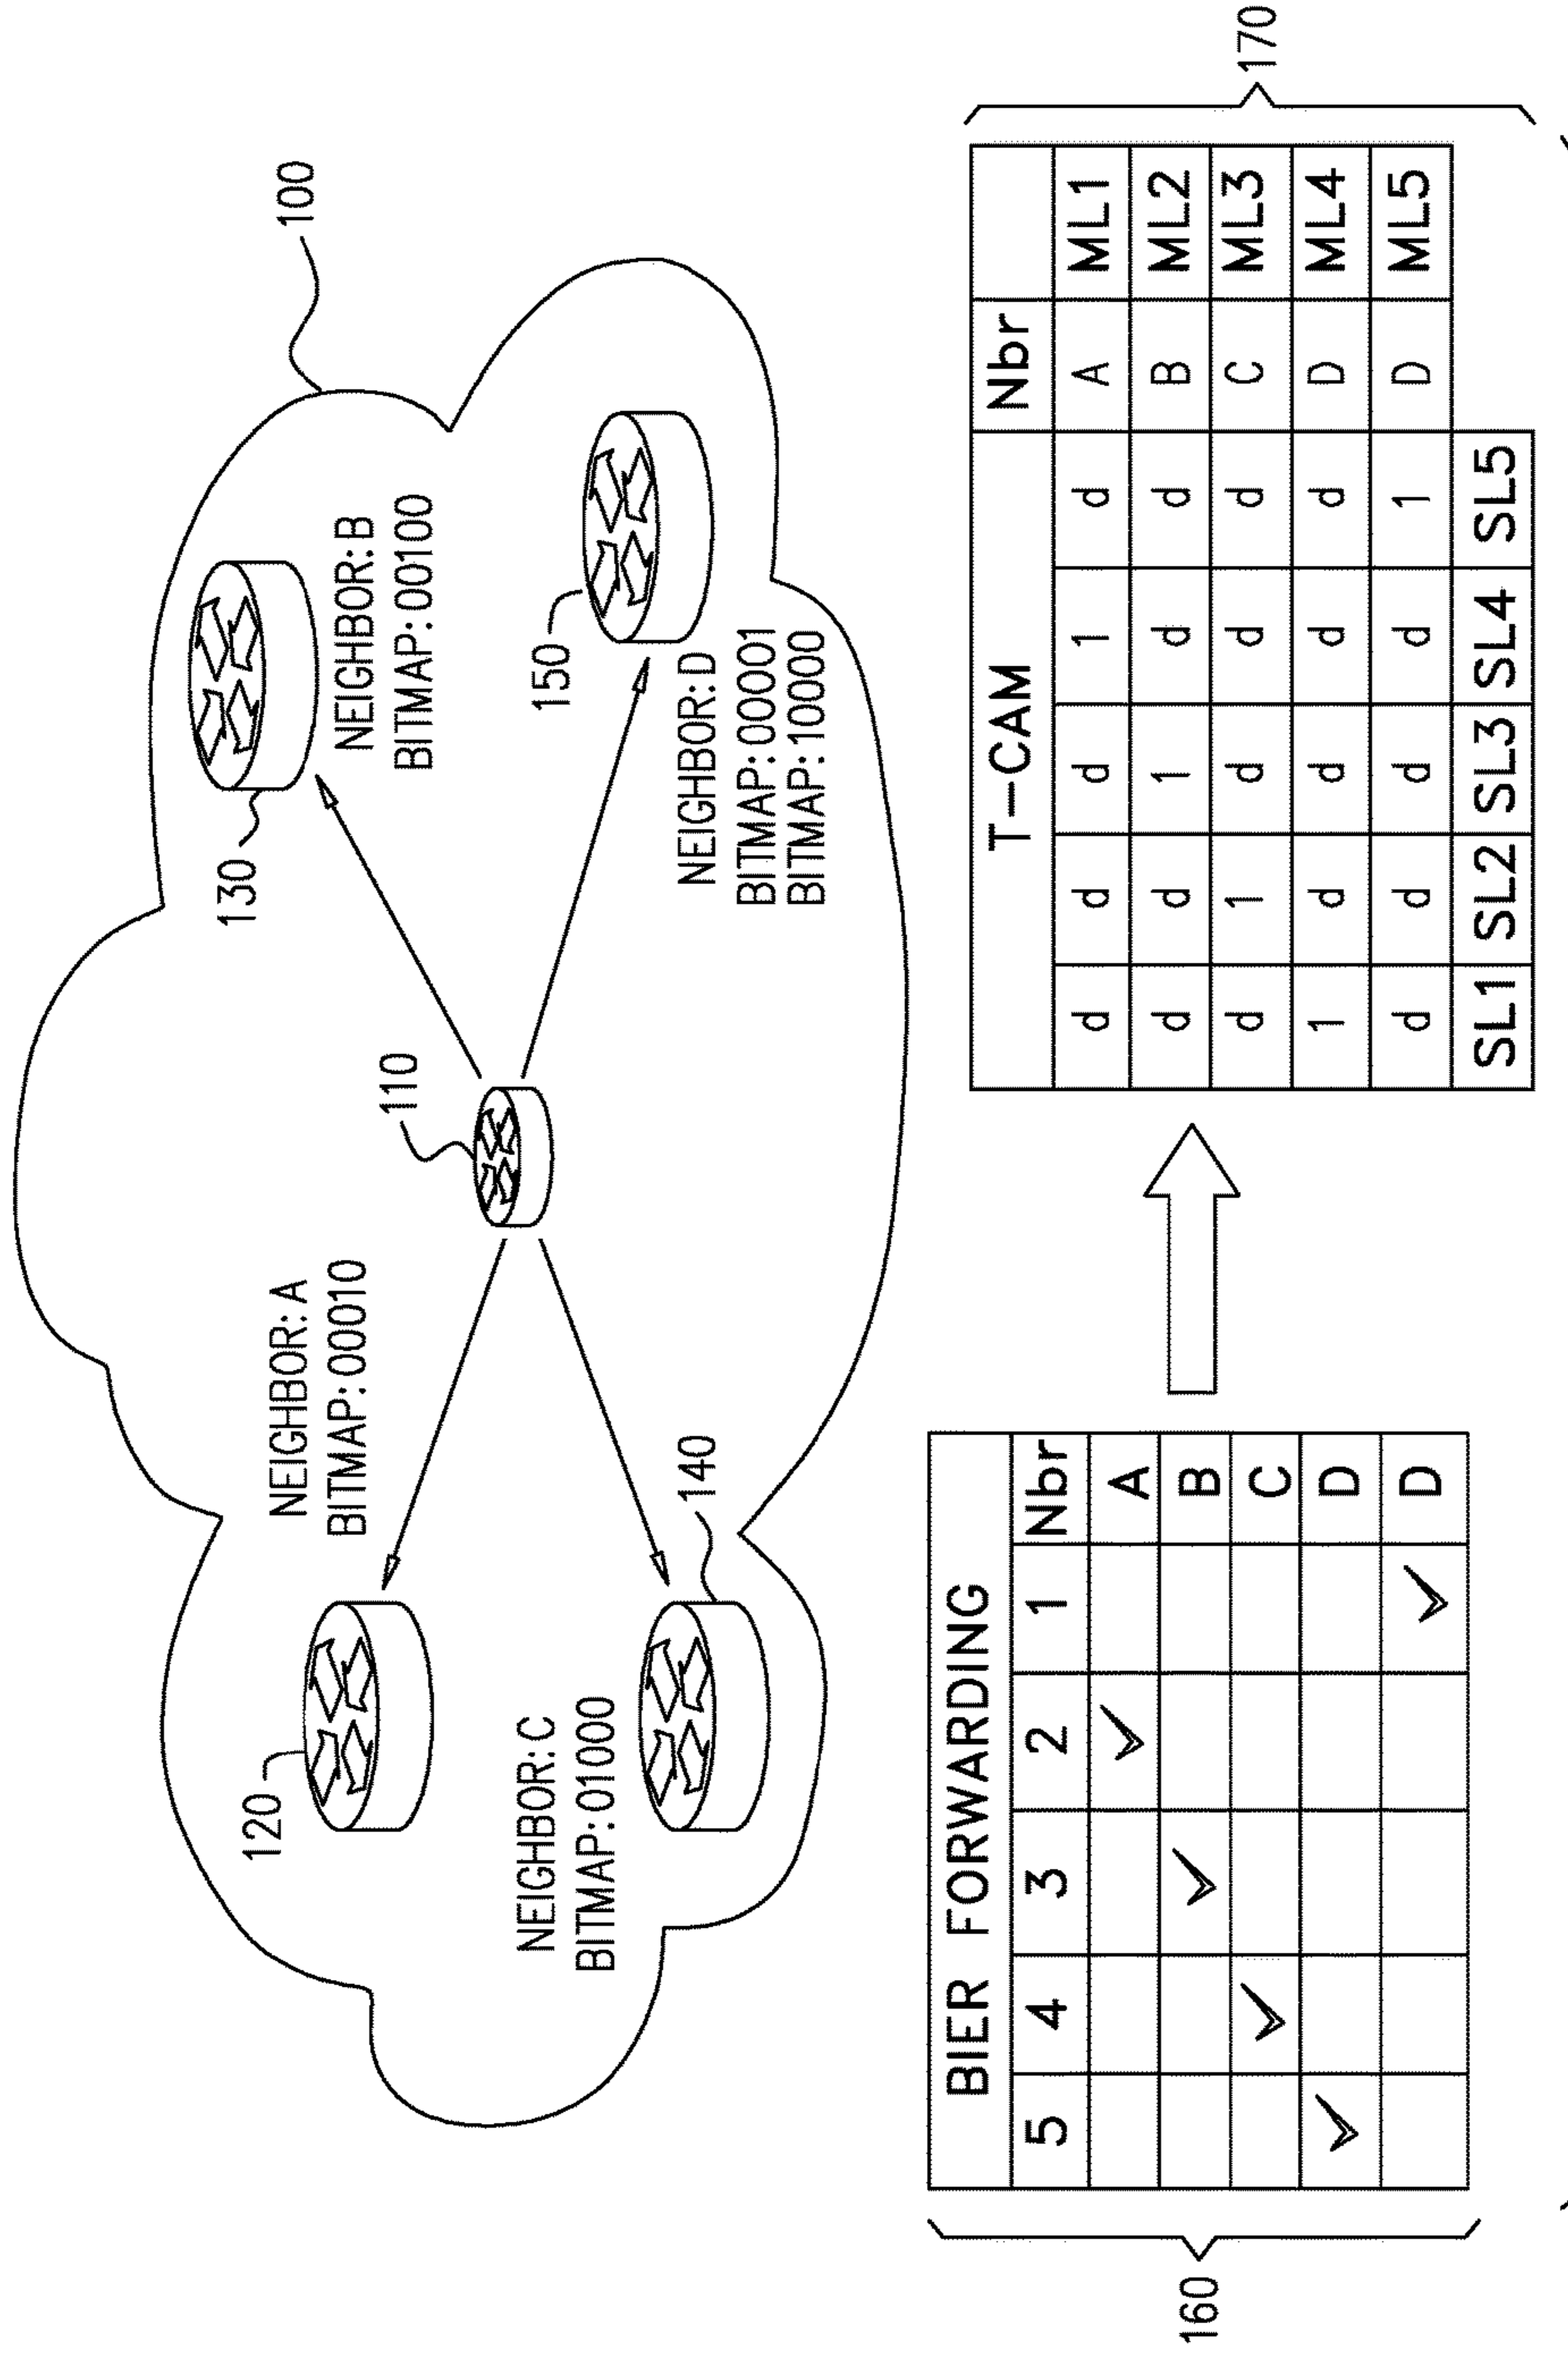 100
130
NEIGHBOR: B
BITMAP: 00100
NEIGHBOR: A
BITMAP: 00010
120
110
150
NEIGHBOR: C
BITMAP: 01000
140
NEIGHBOR: D
BITMAP: 00001
BITMAP: 10000
160
BIER FORWARDING
5 4 3 2 1 Nbr
A
B
C
D
D
T-CAM Nbr
d d d 1 d A ML1
d d 1 d d B ML2
d 1 d d d C ML3
1 d d d d D ML4
d d d d 1 D ML5
SL1 SL2 SL3 SL4 SL5
170